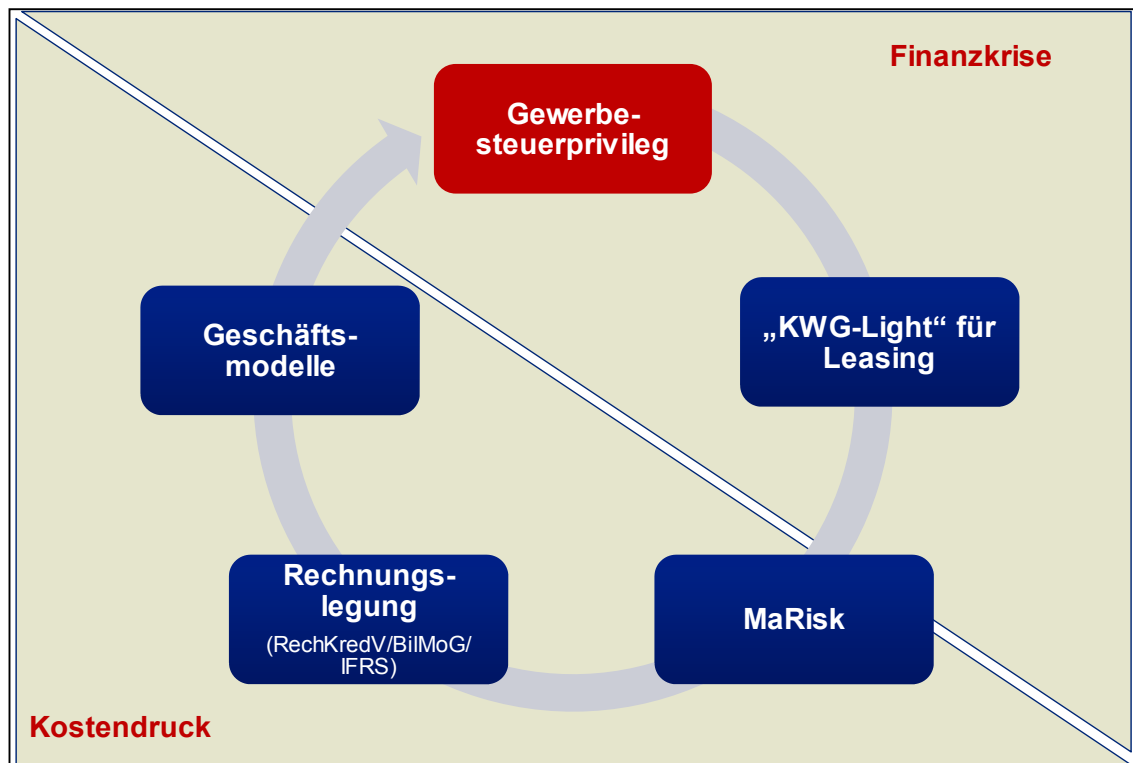 Finanzkrise
Gewerbe-
steuerprivileg
„KWG-Light“ für
Leasing
Geschäfts-
modelle
Rechnungs-
legung
(RechKredV/BilMoG/
IFRS)
MaRisk
Kostendruck